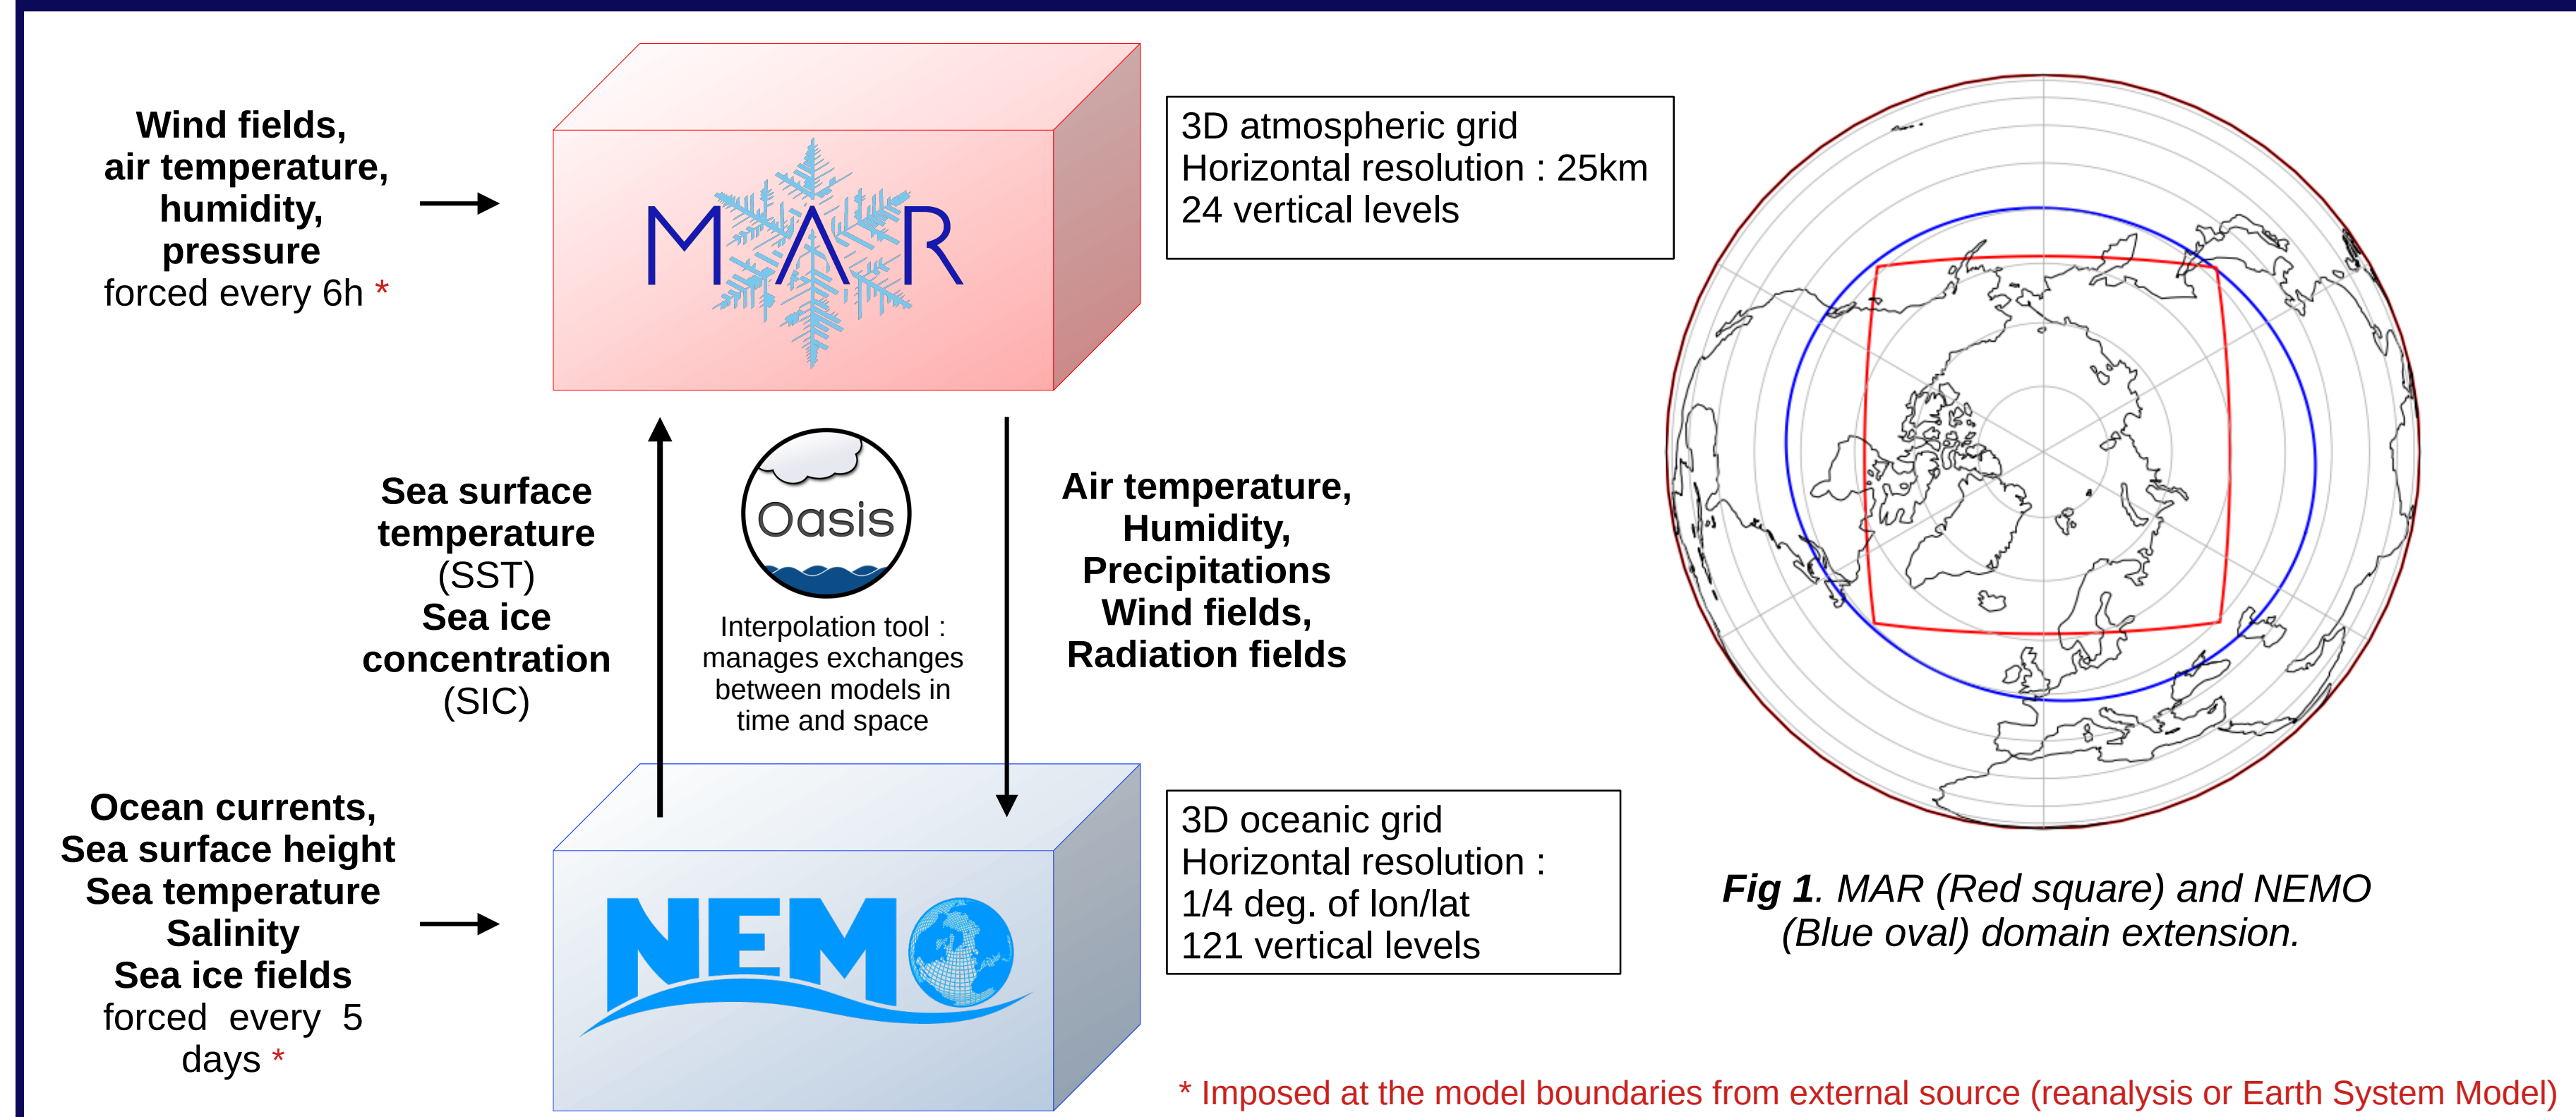 Wind fields,
air temperature,
humidity,
pressure
forced every 6h *
MAR
3D atmospheric grid
Horizontal resolution : 25km
24 vertical levels
Sea surface
temperature
(SST)
Sea ice
concentration
(SIC)
Oasis
Interpolation tool :
manages exchanges
between models in
time and space
Air temperature,
Humidity,
Precipitations
Wind fields,
Radiation fields
Ocean currents,
Sea surface height
Sea temperature
Salinity
Sea ice fields
forced every 5
days *
NEMO
3D oceanic grid
Horizontal resolution :
1/4 deg. of lon/lat
121 vertical levels
Fig 1. MAR (Red square) and NEMO
(Blue oval) domain extension.
* Imposed at the model boundaries from external source (reanalysis or Earth System Model)